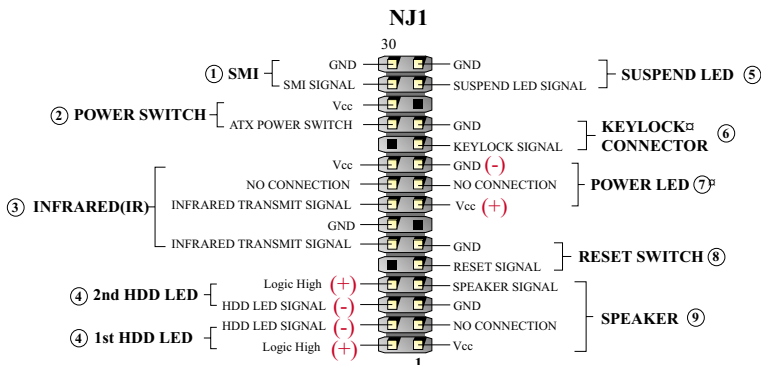 NJ1
30
① SMI
GND
GND
SMI SIGNAL
SUSPEND LED SIGNAL
SUSPEND LED ⑤
② POWER SWITCH
Vcc
ATX POWER SWITCH
GND
KEYLOCK SIGNAL
KEYLOCK¤
CONNECTOR ⑥
③ INFRARED(IR)
Vcc
GND (-)
NO CONNECTION
NO CONNECTION
POWER LED ⑦¤
INFRARED TRANSMIT SIGNAL
Vcc (+)
GND
INFRARED TRANSMIT SIGNAL
GND
RESET SIGNAL
RESET SWITCH ⑧
④ 2nd HDD LED
Logic High (+)
SPEAKER SIGNAL
HDD LED SIGNAL (-)
GND
SPEAKER ⑨
④ 1st HDD LED
HDD LED SIGNAL (-)
NO CONNECTION
Logic High (+)
Vcc
1